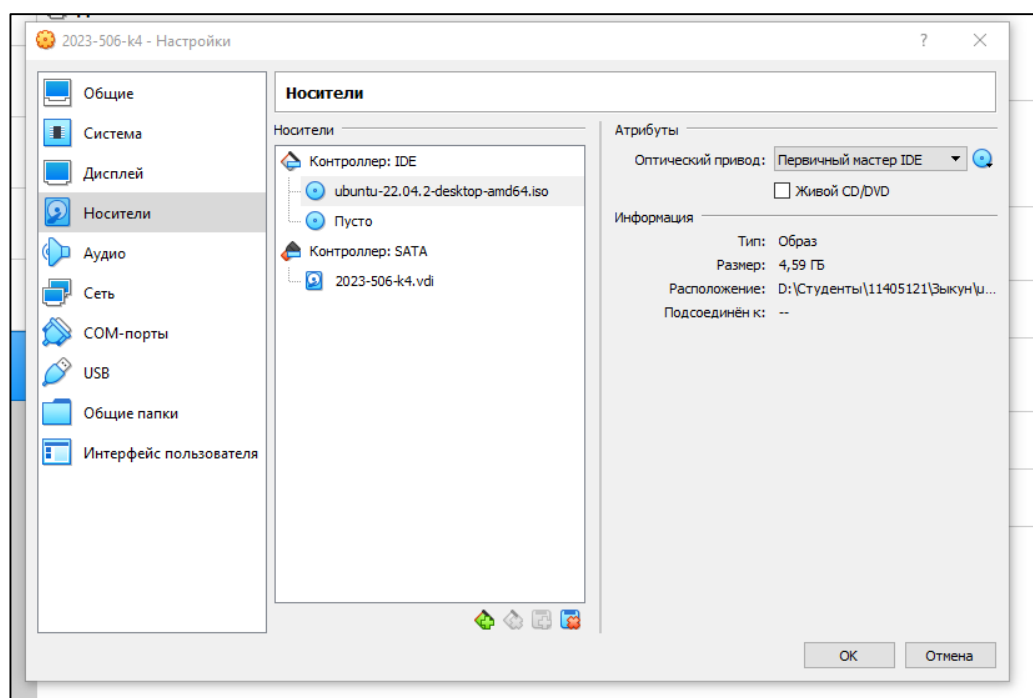 2023-506-k4 - Настройки
?
Общие
Система
Дисплей
Носители
Аудио
Сеть
COM-порты
USB
Общие папки
Интерфейс пользователя
Носители
Носители
Контроллер: IDE
ubuntu-22.04.2-desktop-amd64.iso
Пусто
Контроллер: SATA
2023-506-k4.vdi
Атрибуты
Оптический привод: Первичный мастер IDE
Живой CD/DVD
Информация
Тип: Образ
Размер: 4,59 ГБ
Расположение: D:\Студенты\11405121\Зыкун\u...
Подсоединён к: --
ОК
Отмена